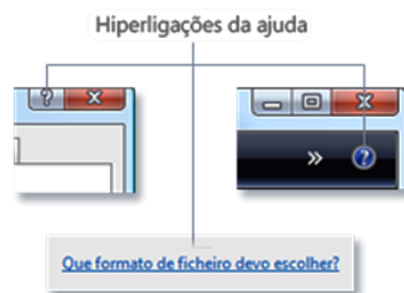 Hiperligações da ajuda
?
»
?
Que formato de ficheiro devo escolher?